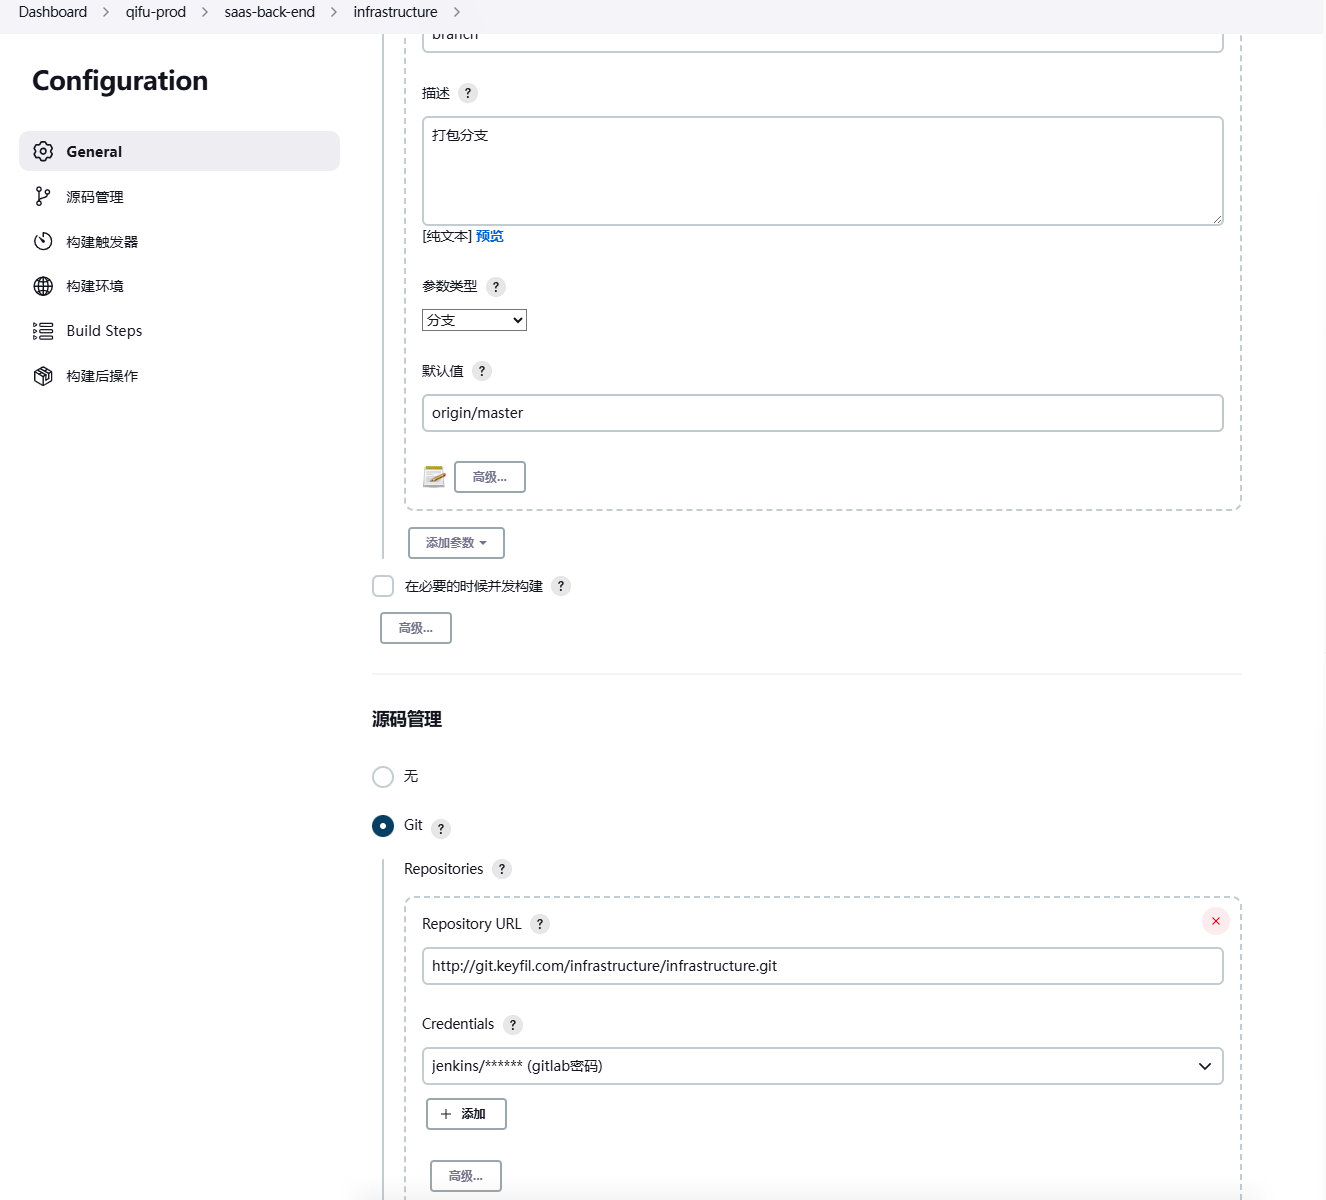 Dashboard > qifu-prod > saas-back-end > infrastructure >
Configuration
General
源码管理
构建触发器
构建环境
Build Steps
构建后操作
branch
描述 ?
打包分支
[纯文本] 预览
参数类型 ?
分支
默认值 ?
origin/master
高级...
添加参数
在必要的时候并发构建 ?
高级...
源码管理
无
Git ?
Repositories ?
Repository URL ?
http://git.keyfil.com/infrastructure/infrastructure.git
Credentials ?
jenkins/****** (gitlab密码)
+ 添加
高级...